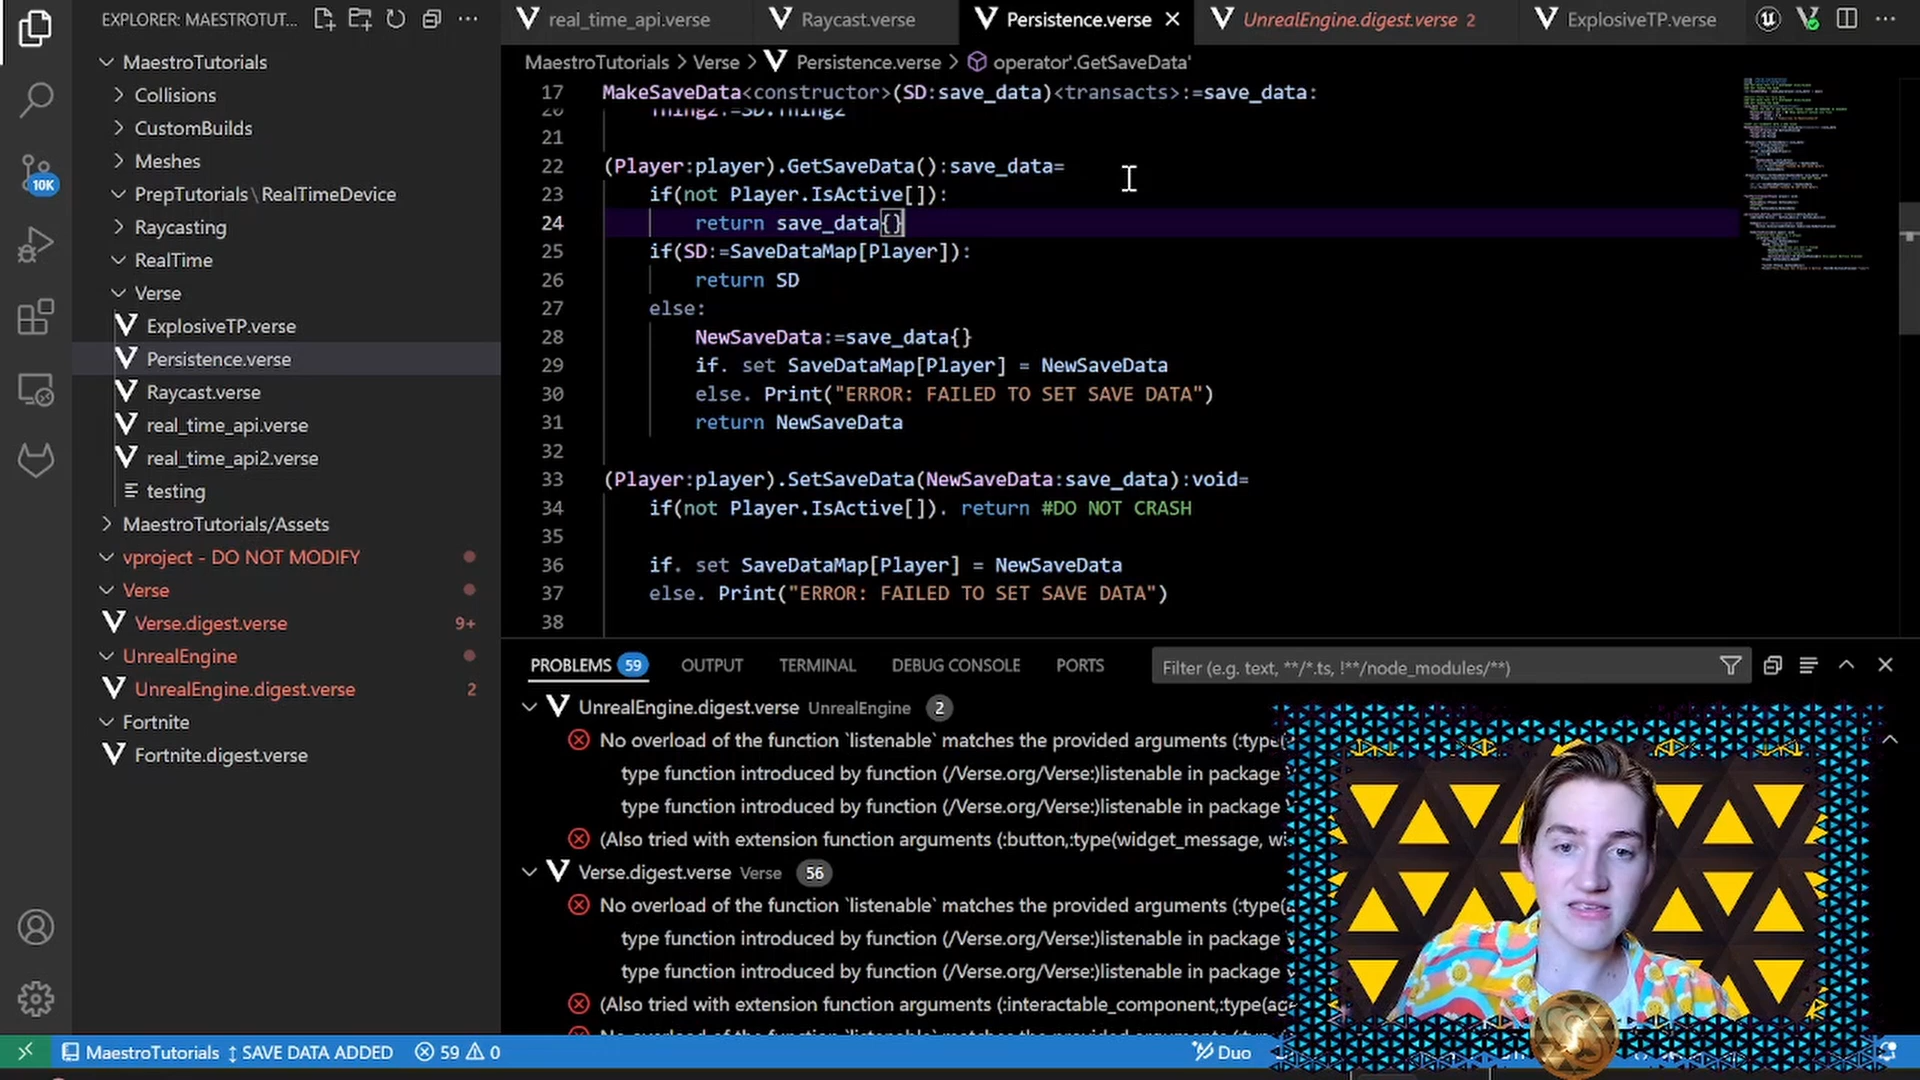 EXPLORER: MAESTROTUT...
real_time_api.verse
Raycast.verse
Persistence.verse
UnrealEngine.digest.verse 2
ExplosiveTP.verse
MaestroTutorials
Collisions
CustomBuilds
Meshes
10K
PrepTutorials\RealTimeDevice
Raycasting
RealTime
Verse
ExplosiveTP.verse
Persistence.verse
Raycast.verse
real_time_api.verse
real_time_api2.verse
testing
MaestroTutorials/Assets
vproject - DO NOT MODIFY
Verse
Verse.digest.verse 9+
UnrealEngine
UnrealEngine.digest.verse 2
Fortnite
Fortnite.digest.verse
MaestroTutorials > Verse > Persistence.verse > operator'.GetSaveData'
17 MakeSaveData<constructor>(SD:save_data)<transacts>:=save_data:
20 Thing2:=SD.Thing2
21
22 (Player:player).GetSaveData():save_data=
23 if(not Player.IsActive[]):
24 return save_data{}
25 if(SD:=SaveDataMap[Player]):
26 return SD
27 else:
28 NewSaveData:=save_data{}
29 if. set SaveDataMap[Player] = NewSaveData
30 else. Print("ERROR: FAILED TO SET SAVE DATA")
31 return NewSaveData
32
33 (Player:player).SetSaveData(NewSaveData:save_data):void=
34 if(not Player.IsActive[]). return #DO NOT CRASH
35
36 if. set SaveDataMap[Player] = NewSaveData
37 else. Print("ERROR: FAILED TO SET SAVE DATA")
38
PROBLEMS 59 OUTPUT TERMINAL DEBUG CONSOLE PORTS Filter (e.g. text, **/*.ts, !**/node_modules/**)
UnrealEngine.digest.verse UnrealEngine 2
No overload of the function `listenable` matches the provided arguments (:type(
type function introduced by function (/Verse.org/Verse:)listenable in package
type function introduced by function (/Verse.org/Verse:)listenable in package
(Also tried with extension function arguments (:button,:type(widget_message, wi
Verse.digest.verse Verse 56
No overload of the function `listenable` matches the provided arguments (:type(a
type function introduced by function (/Verse.org/Verse:)listenable in package
type function introduced by function (/Verse.org/Verse:)listenable in package
(Also tried with extension function arguments (:interactable_component,:type(age
MaestroTutorials SAVE DATA ADDED 59 0 Duo